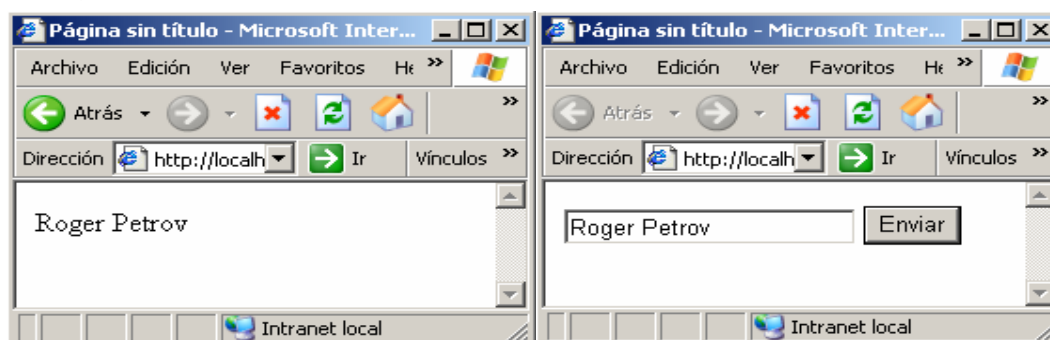 Página sin título - Microsoft Inter...
Archivo Edición Ver Favoritos He »
Atrás »
Dirección http://localh Ir Vínculos »
Roger Petrov
Intranet local
Página sin título - Microsoft Inter...
Archivo Edición Ver Favoritos He »
Atrás »
Dirección http://localh Ir Vínculos »
Roger Petrov Enviar
Intranet local